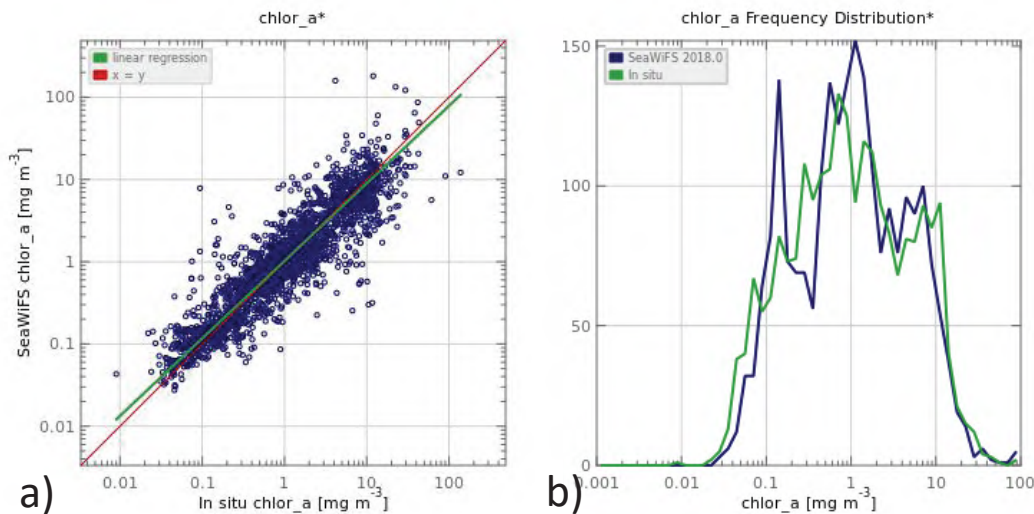 chlor_a*
linear regression
x = y
100
10
1
0.1
0.01
SeaWiFS chlor_a [mg m⁻³]
0.01 0.1 1 10 100
In situ chlor_a [mg m⁻³]
a)
chlor_a Frequency Distribution*
SeaWiFS 2018.0
In situ
150
100
50
0
0.001 0.01 0.1 1 10 100
chlor_a [mg m⁻³]
b)